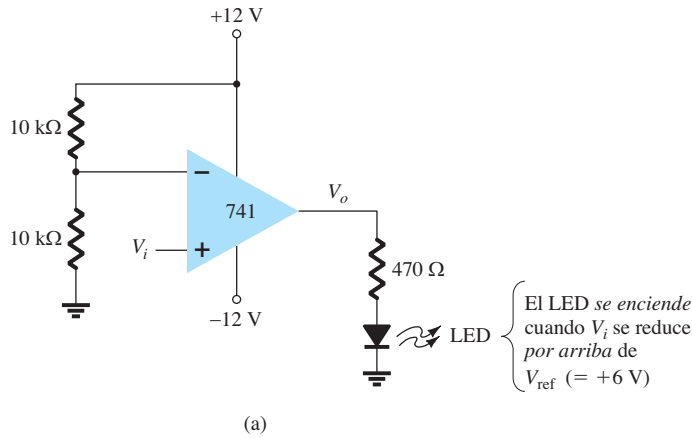 +12 V
10 kΩ
−
741
V_o
10 kΩ
V_i
+
470 Ω
−12 V
LED
El LED se enciende
cuando V_i se reduce
por arriba de
V_ref (= +6 V)
(a)